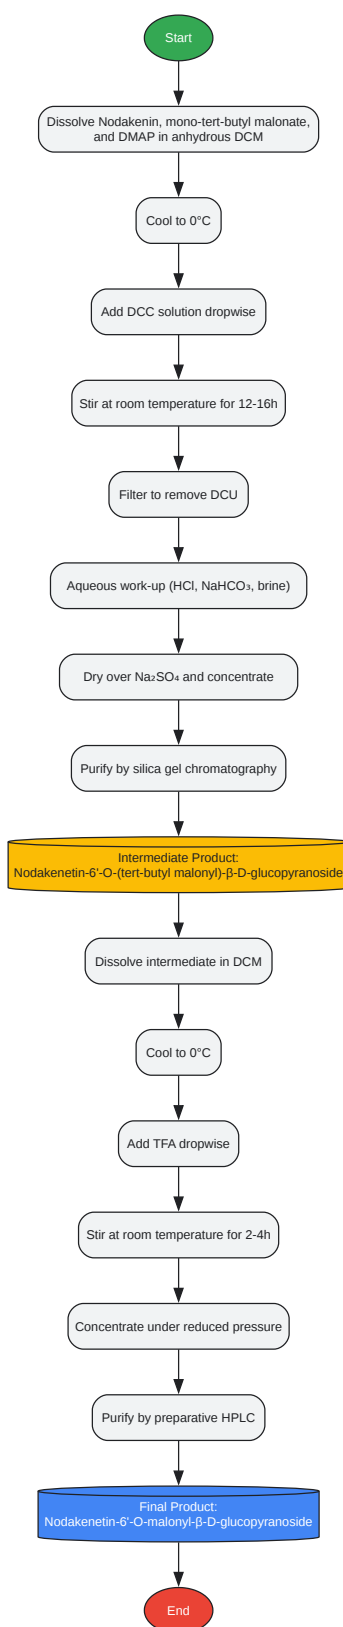 Start
Dissolve Nodakenin, mono-tert-butyl malonate,
and DMAP in anhydrous DCM
Cool to 0°C
Add DCC solution dropwise
Stir at room temperature for 12-16h
Filter to remove DCU
Aqueous work-up (HCl, NaHCO₃, brine)
Dry over Na₂SO₄ and concentrate
Purify by silica gel chromatography
Intermediate Product:
Nodakenetin-6'-O-(tert-butyl malonyl)-β-D-glucopyranoside
Dissolve intermediate in DCM
Cool to 0°C
Add TFA dropwise
Stir at room temperature for 2-4h
Concentrate under reduced pressure
Purify by preparative HPLC
Final Product:
Nodakenetin-6'-O-malonyl-β-D-glucopyranoside
End